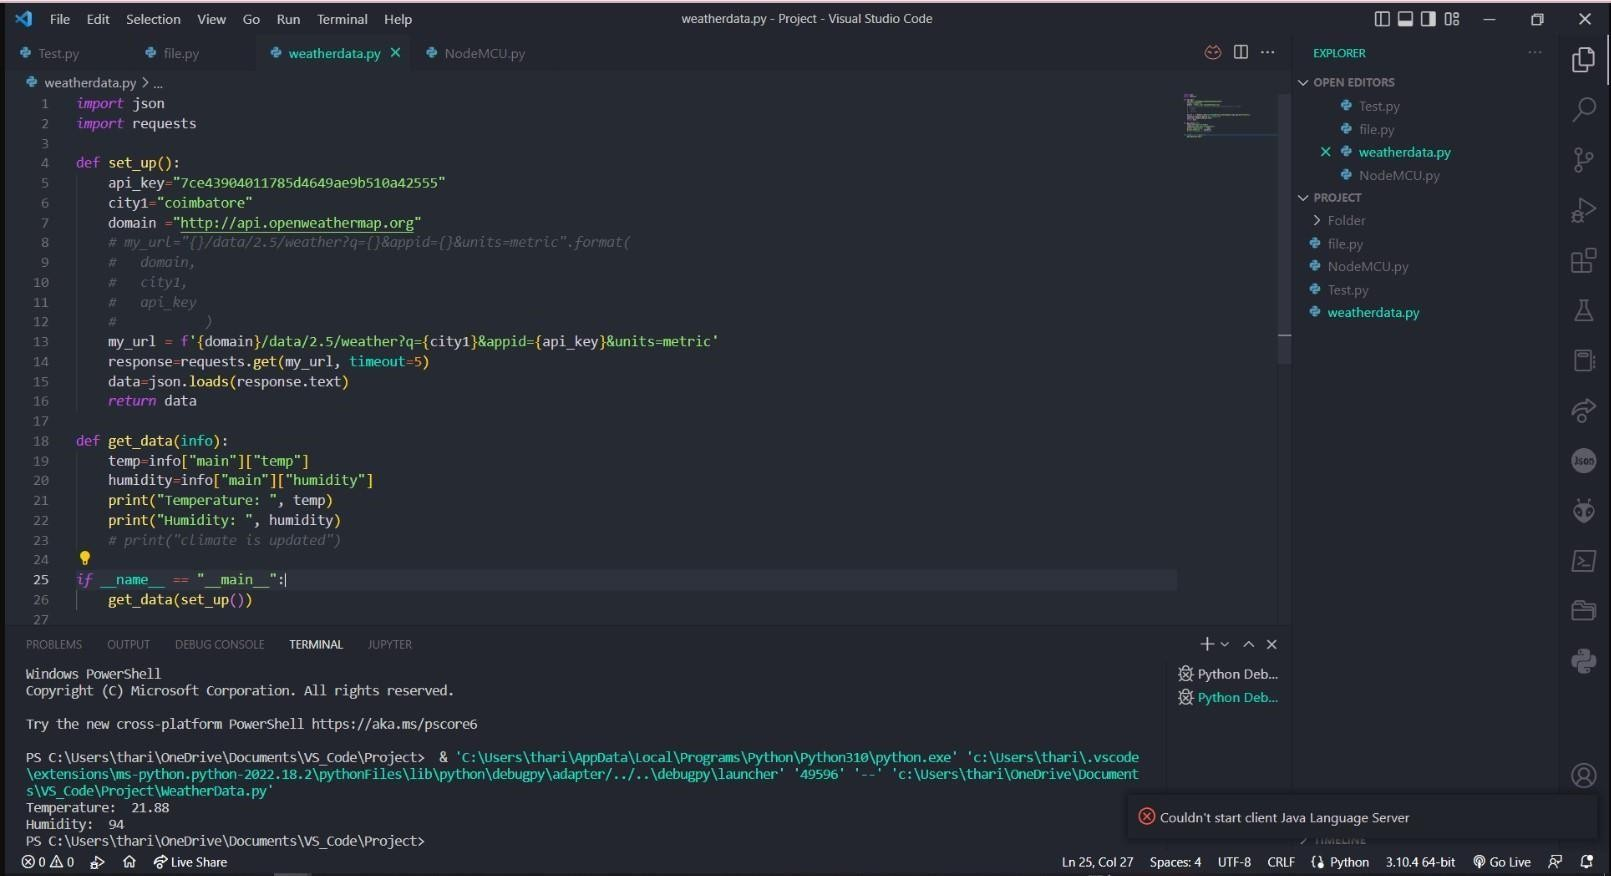 File Edit Selection View Go Run Terminal Help weatherdata.py - Project - Visual Studio Code
Test.py file.py weatherdata.py NodeMCU.py
weatherdata.py > ...
1 import json
2 import requests
3
4 def set_up():
5 api_key="7ce43904011785d4649ae9b510a42555"
6 city1="coimbatore"
7 domain ="http://api.openweathermap.org"
8 # my_url="{}/data/2.5/weather?q={}&appid={}&units=metric".format(
9 #   domain,
10 #   city1,
11 #   api_key
12 #           )
13 my_url = f'{domain}/data/2.5/weather?q={city1}&appid={api_key}&units=metric'
14 response=requests.get(my_url, timeout=5)
15 data=json.loads(response.text)
16 return data
17
18 def get_data(info):
19 temp=info["main"]["temp"]
20 humidity=info["main"]["humidity"]
21 print("Temperature: ", temp)
22 print("Humidity: ", humidity)
23 # print("climate is updated")
24
25 if __name__ == "__main__":
26 get_data(set_up())
27
EXPLORER
OPEN EDITORS
Test.py
file.py
weatherdata.py
NodeMCU.py
PROJECT
Folder
file.py
NodeMCU.py
Test.py
weatherdata.py
Json
PROBLEMS OUTPUT DEBUG CONSOLE TERMINAL JUPYTER
Python Deb...
Python Deb...
Windows PowerShell
Copyright (C) Microsoft Corporation. All rights reserved.
Try the new cross-platform PowerShell https://aka.ms/pscore6
PS C:\Users\thari\OneDrive\Documents\VS_Code\Project>  & 'C:\Users\thari\AppData\Local\Programs\Python\Python310\python.exe' 'c:\Users\thari\.vscode
\extensions\ms-python.python-2022.18.2\pythonFiles\lib\python\debugpy\adapter/../..\debugpy\launcher' '49596' '--' 'c:\Users\thari\OneDrive\Document
s\VS_Code\Project\WeatherData.py'
Temperature:  21.88
Humidity:  94
PS C:\Users\thari\OneDrive\Documents\VS_Code\Project>
Couldn't start client Java Language Server
TIMELINE
0 0 Live Share Ln 25, Col 27 Spaces: 4 UTF-8 CRLF Python 3.10.4 64-bit Go Live